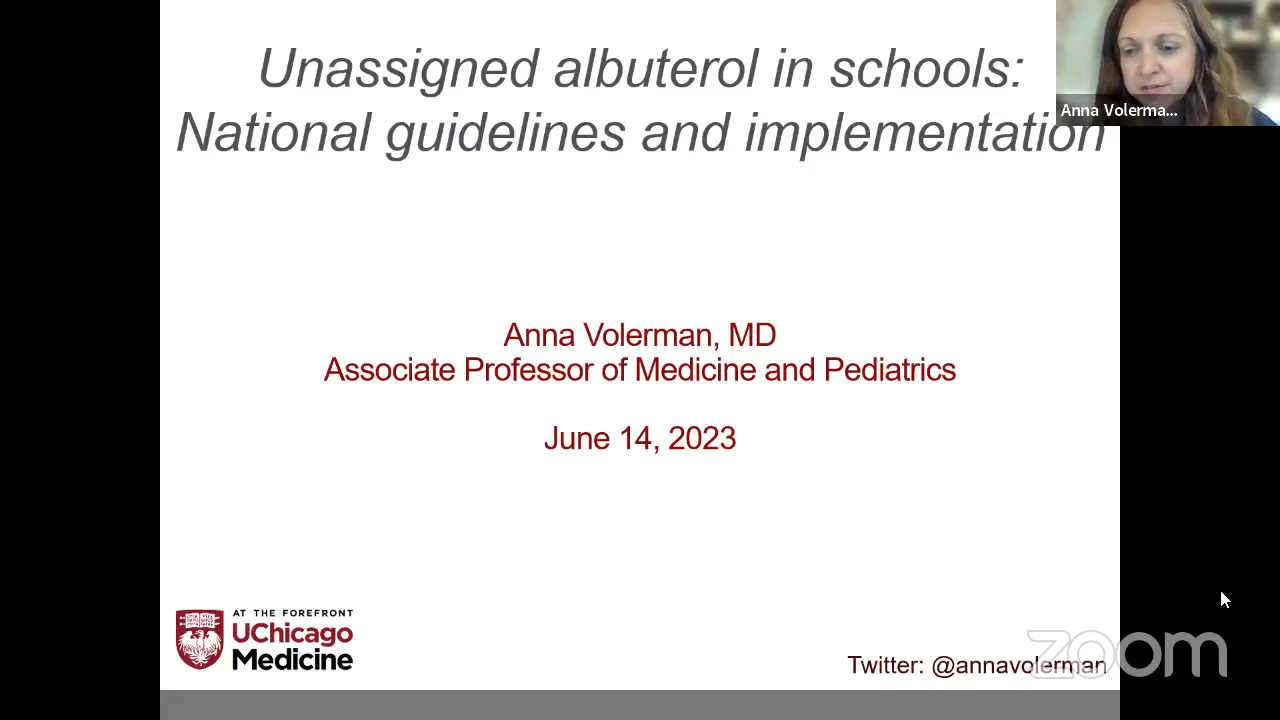 Unassigned albuterol in schools:
National guidelines and implementation
Anna Volerma...
Anna Volerman, MD
Associate Professor of Medicine and Pediatrics
June 14, 2023
AT THE FOREFRONT
UChicago
Medicine
Twitter: @annavolerman
zoom